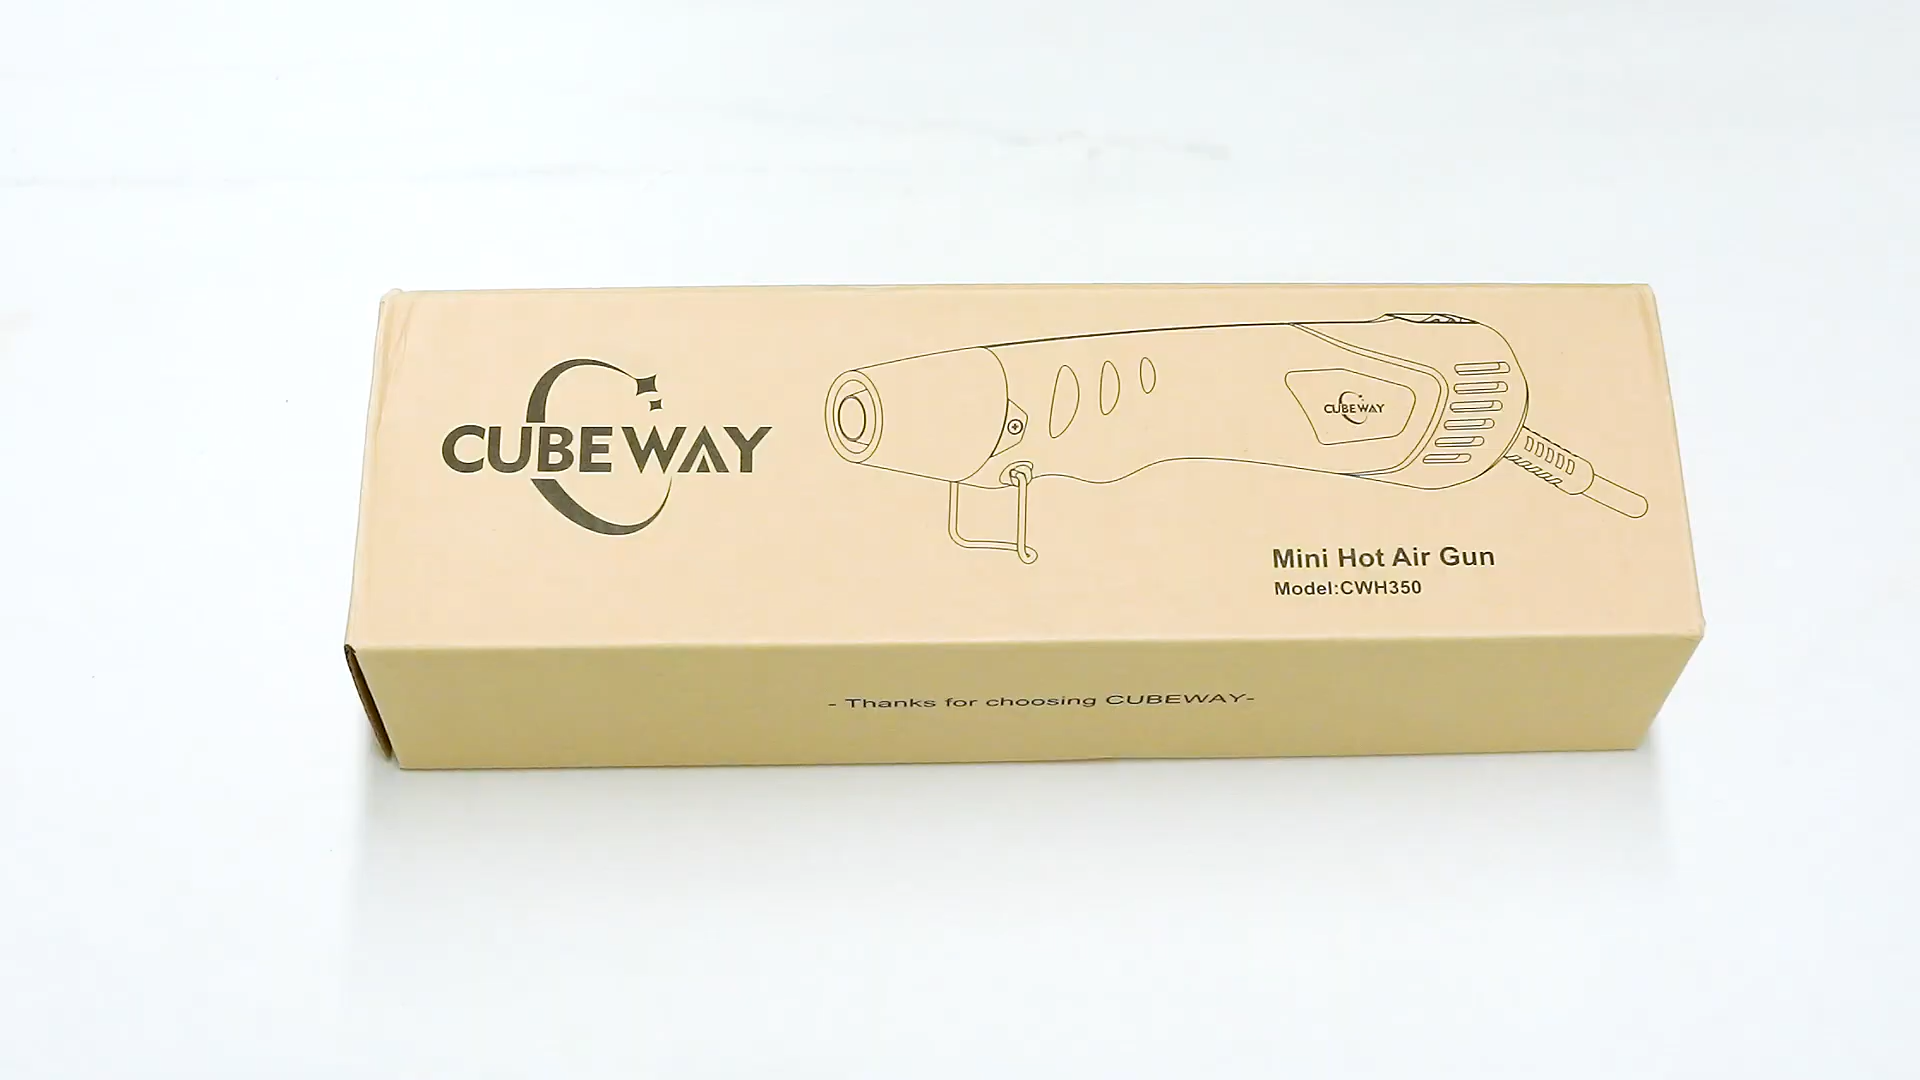 CUBEWAY
CUBEWAY
Mini Hot Air Gun
Model:CWH350
- Thanks for choosing CUBEWAY-